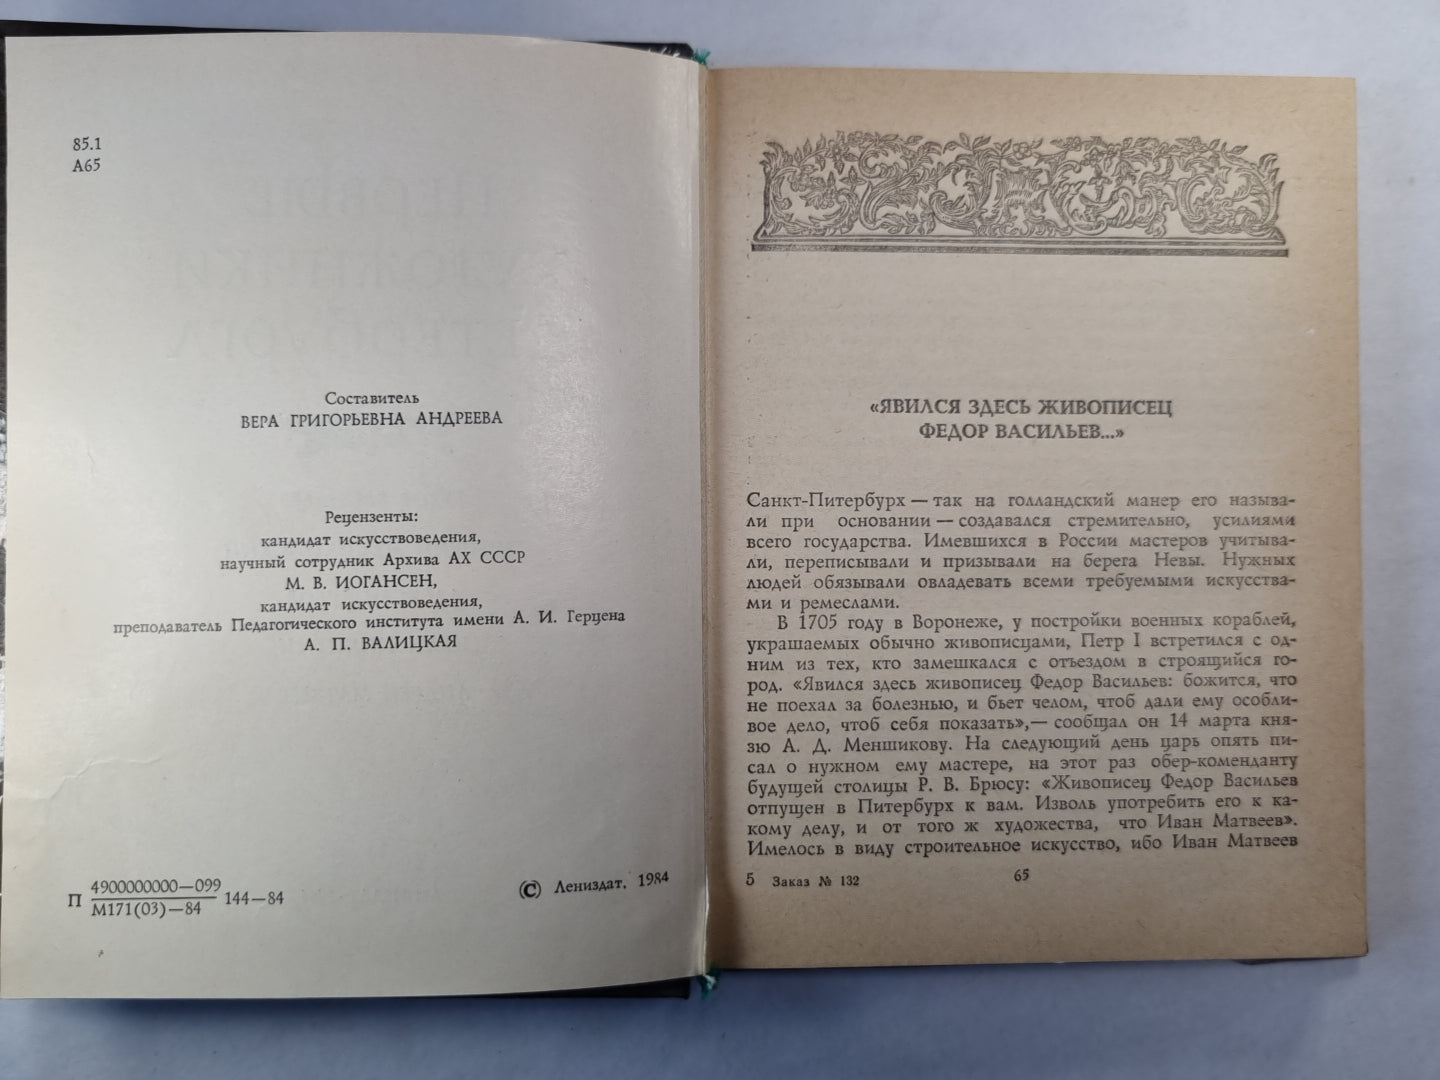 85.1
А65
Составитель
ВЕРА ГРИГОРЬЕВНА АНДРЕЕВА
Рецензенты:
кандидат искусствоведения,
научный сотрудник Архива АХ СССР
М. В. ИОГАНСЕН,
кандидат искусствоведения,
преподаватель Педагогического института имени А. И. Герцена
А. П. ВАЛИЦКАЯ
П 4900000000—099
М171(03)—84 144—84
© Лениздат, 1984
«ЯВИЛСЯ ЗДЕСЬ ЖИВОПИСЕЦ
ФЕДОР ВАСИЛЬЕВ...»
Санкт-Питербурх — так на голландский манер его называ-
ли при основании — создавался стремительно, усилиями
всего государства. Имевшихся в России мастеров учитыва-
ли, переписывали и призывали на берега Невы. Нужных
людей обязывали овладевать всеми требуемыми искусства-
ми и ремеслами.
В 1705 году в Воронеже, у постройки военных кораблей,
украшаемых обычно живописцами, Петр I встретился с од-
ним из тех, кто замешкался с отъездом в строящийся го-
род. «Явился здесь живописец Федор Васильев: божится, что
не поехал за болезнью, и бьет челом, чтоб дали ему особли-
вое дело, чтоб себя показать»,— сообщал он 14 марта кня-
зю А. Д. Меншикову. На следующий день царь опять пи-
сал о нужном ему мастере, на этот раз обер-коменданту
будущей столицы Р. В. Брюсу: «Живописец Федор Васильев
отпущен в Питербурх к вам. Изволь употребить его к ка-
кому делу, и от того ж художества, что Иван Матвеев».
Имелось в виду строительное искусство, ибо Иван Матвеев
5 Заказ № 132
65